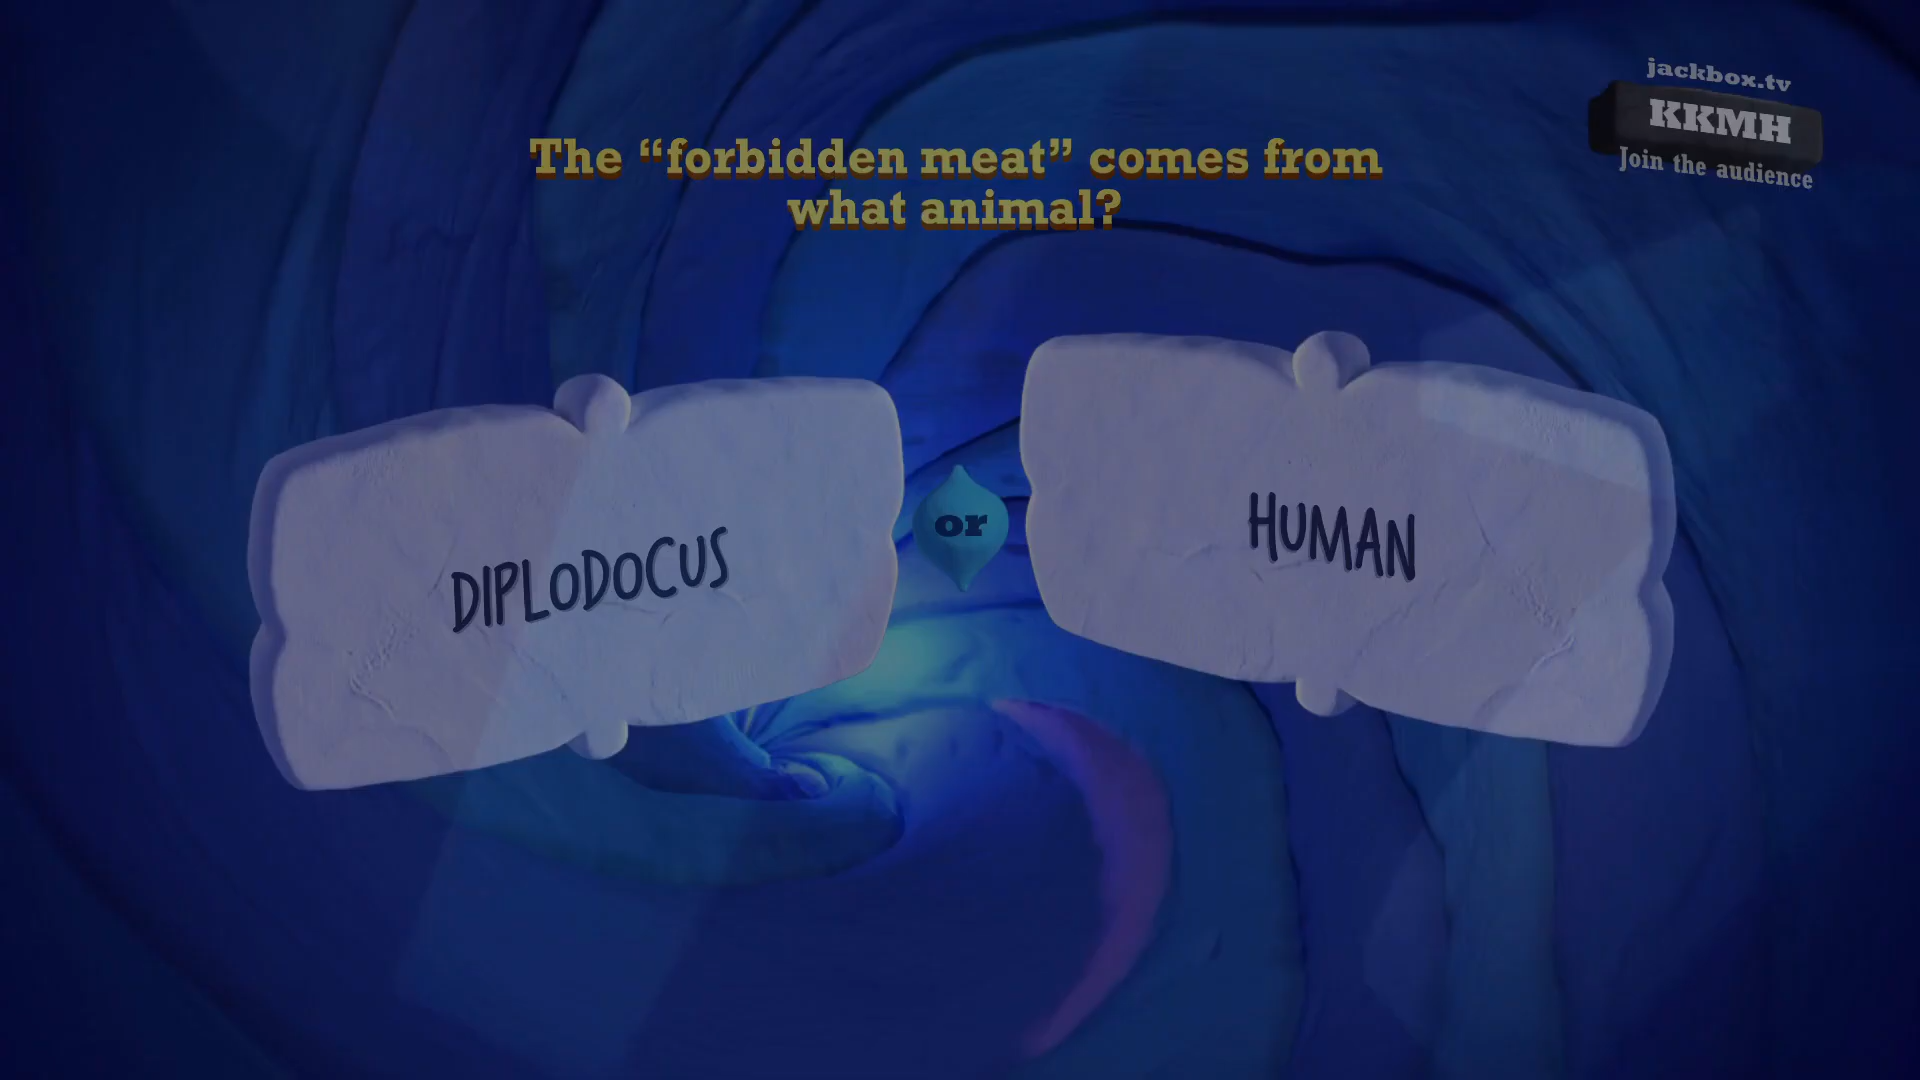 jackbox.tv
KKMH
Join the audience
The “forbidden meat” comes from
what animal?
DIPLODOCUS
or
HUMAN